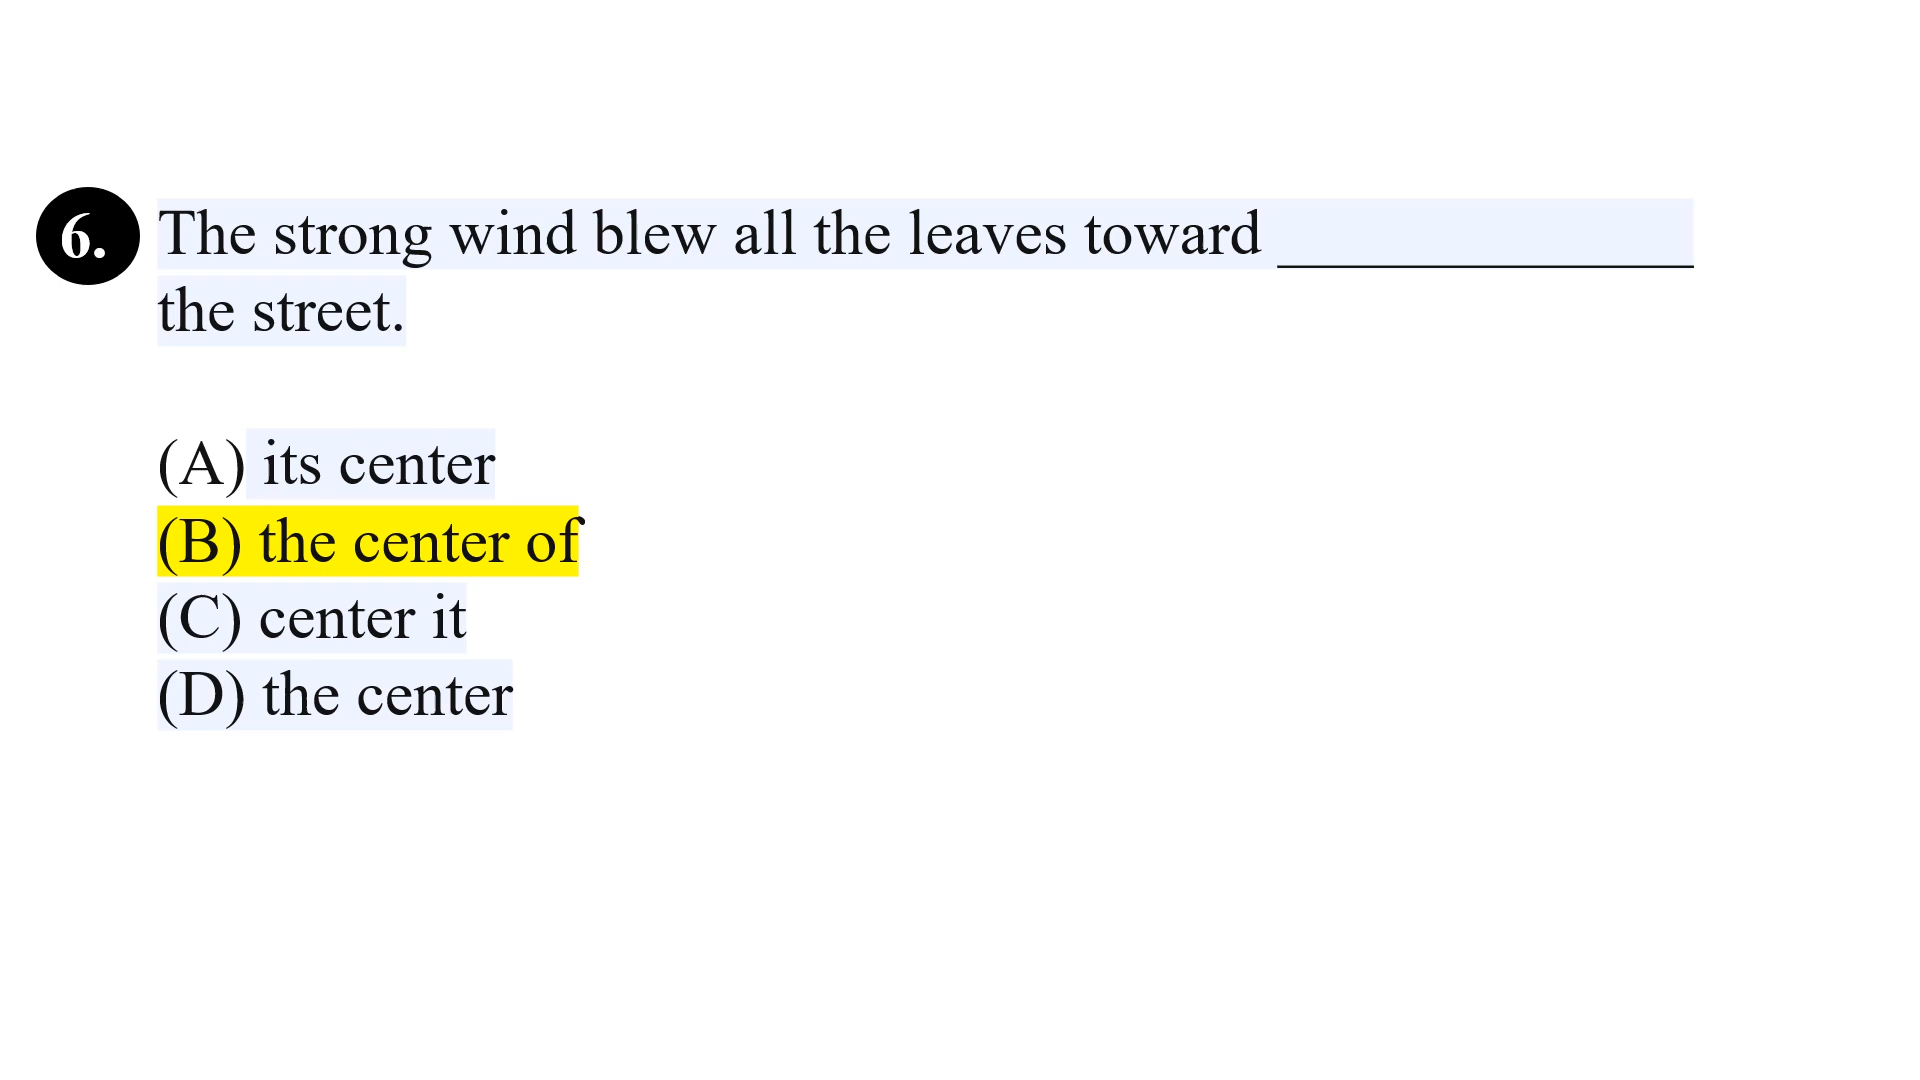 6. The strong wind blew all the leaves toward _______________
the street.
(A) its center
(B) the center of
(C) center it
(D) the center